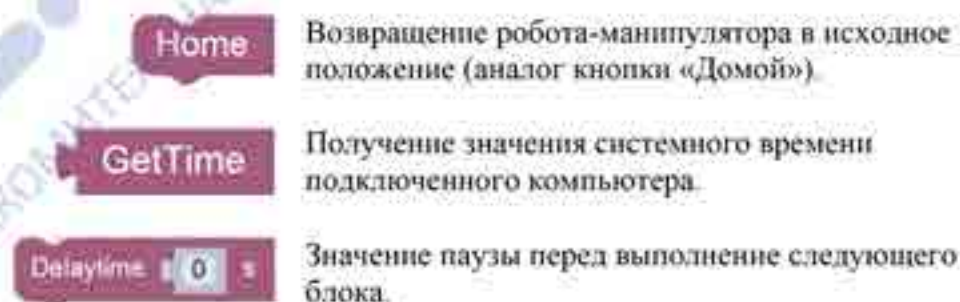 Home
Возвращение робота-манипулятора в исходное
положение (аналог кнопки «Домой»).
GetTime
Получение значения системного времени
подключенного компьютера.
Delaytime 0 s
Значение паузы перед выполнение следующего
блока.